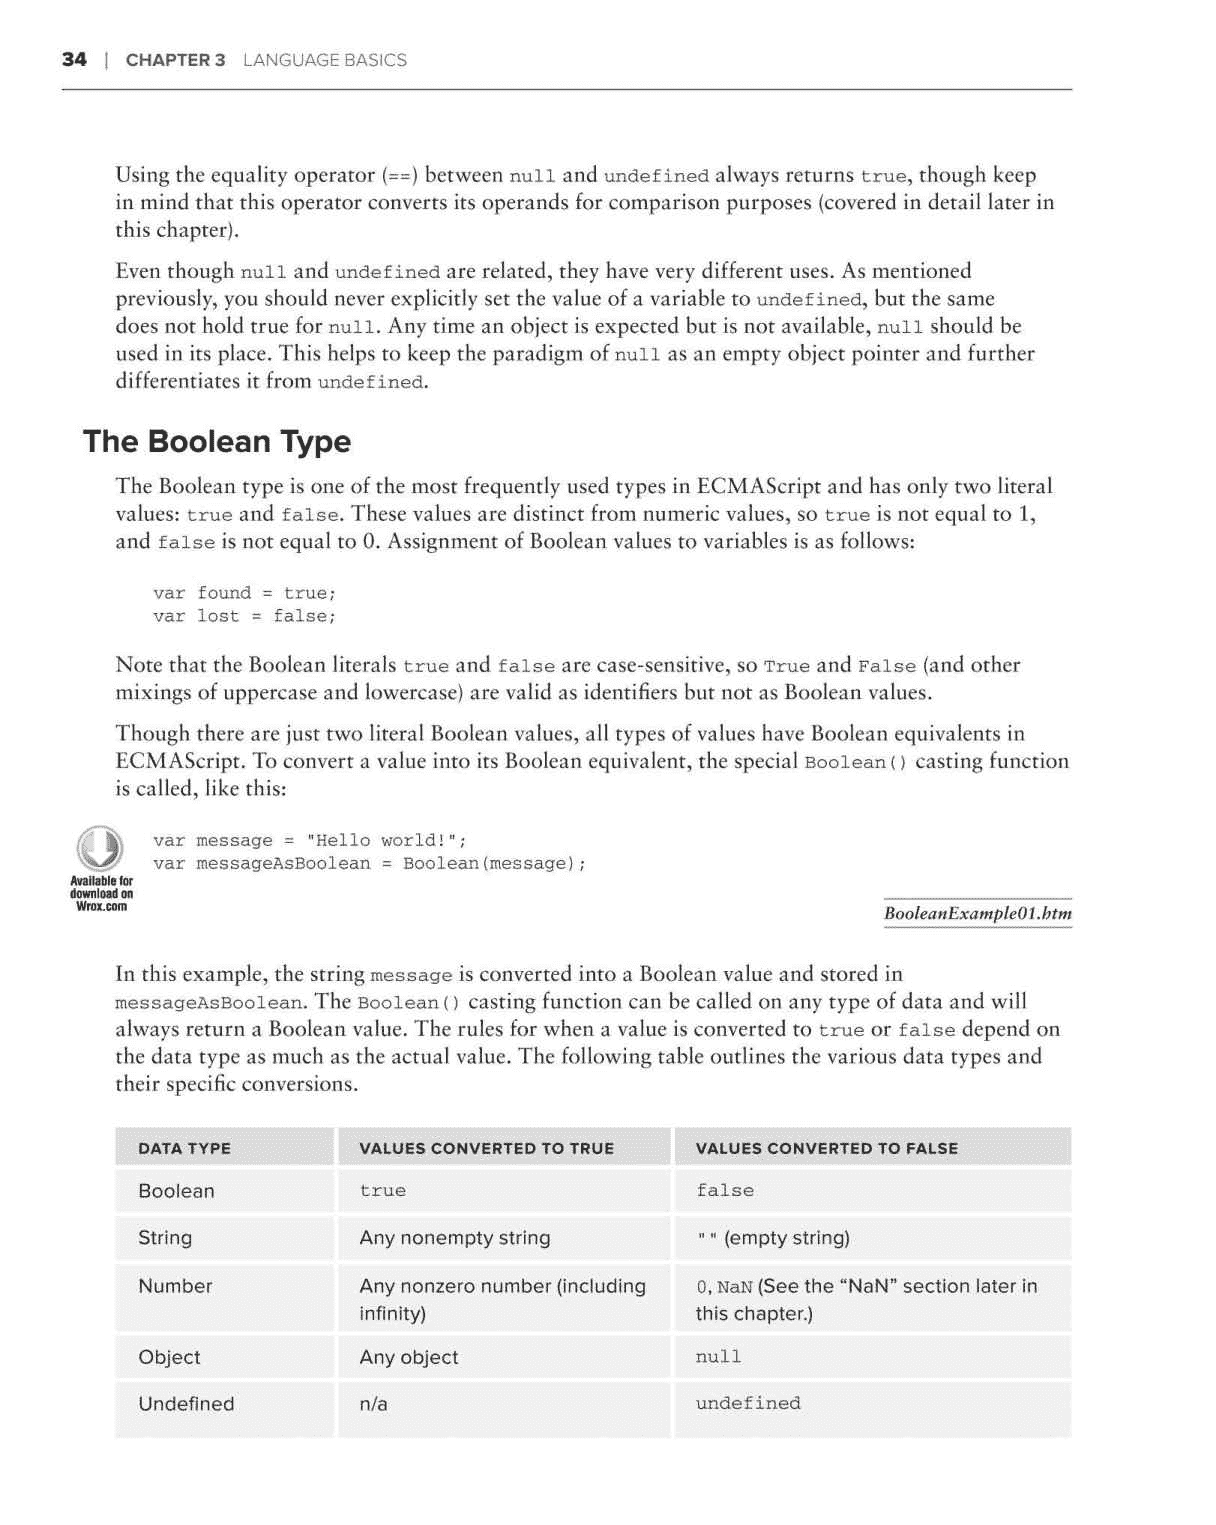 34 | CHAPTER 3 LANGUAGE BASICS
Using the equality operator (==) between null and undefined always returns true, though keep
in mind that this operator converts its operands for comparison purposes (covered in detail later in
this chapter).
Even though null and undefined are related, they have very different uses. As mentioned
previously, you should never explicitly set the value of a variable to undefined, but the same
does not hold true for null. Any time an object is expected but is not available, null should be
used in its place. This helps to keep the paradigm of null as an empty object pointer and further
differentiates it from undefined.
The Boolean Type
The Boolean type is one of the most frequently used types in ECMAScript and has only two literal
values: true and false. These values are distinct from numeric values, so true is not equal to 1,
and false is not equal to 0. Assignment of Boolean values to variables is as follows:
var found = true;
var lost = false;
Note that the Boolean literals true and false are case-sensitive, so True and False (and other
mixings of uppercase and lowercase) are valid as identifiers but not as Boolean values.
Though there are just two literal Boolean values, all types of values have Boolean equivalents in
ECMAScript. To convert a value into its Boolean equivalent, the special Boolean() casting function
is called, like this:
var message = "Hello world!";
var messageAsBoolean = Boolean(message);
Available for
download on
Wrox.com
BooleanExample01.htm
In this example, the string message is converted into a Boolean value and stored in
messageAsBoolean. The Boolean() casting function can be called on any type of data and will
always return a Boolean value. The rules for when a value is converted to true or false depend on
the data type as much as the actual value. The following table outlines the various data types and
their specific conversions.
DATA TYPE VALUES CONVERTED TO TRUE VALUES CONVERTED TO FALSE
Boolean true false
String Any nonempty string "" (empty string)
Number Any nonzero number (including 0, NaN (See the “NaN” section later in
infinity) this chapter.)
Object Any object null
Undefined n/a undefined